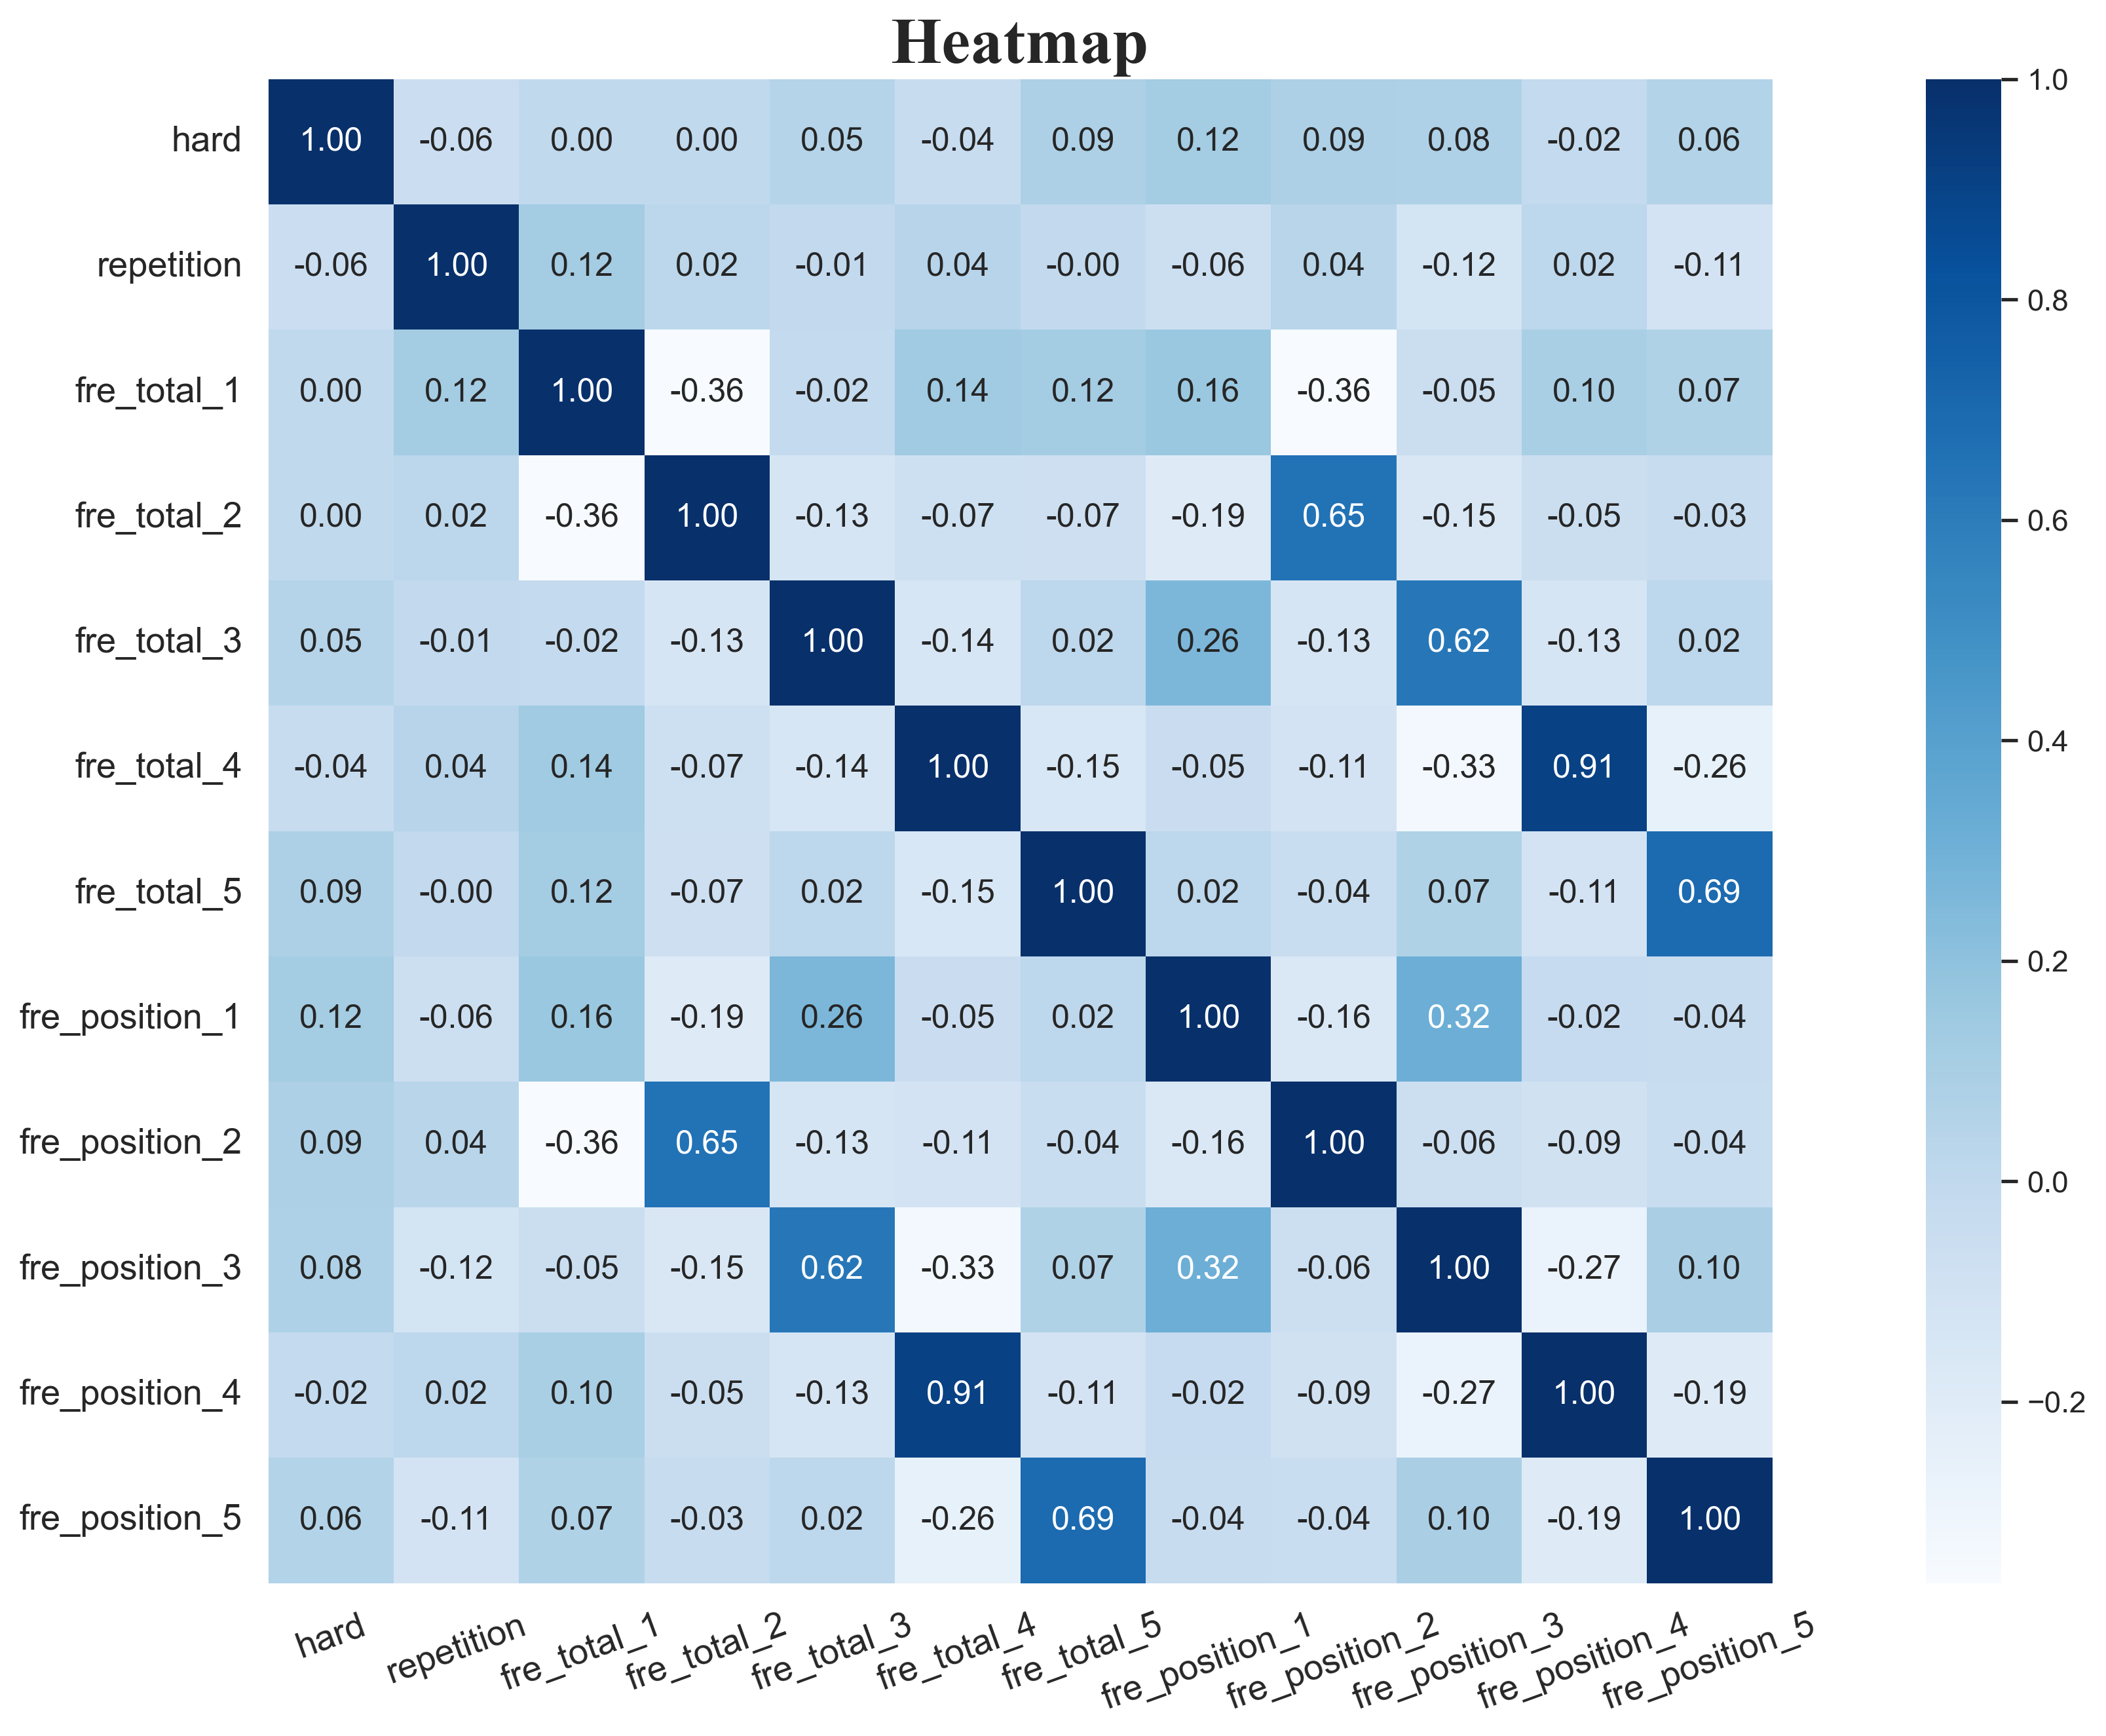 Heatmap
hard 1.00 -0.06 0.00 0.00 0.05 -0.04 0.09 0.12 0.09 0.08 -0.02 0.06
repetition -0.06 1.00 0.12 0.02 -0.01 0.04 -0.00 -0.06 0.04 -0.12 0.02 -0.11
fre_total_1 0.00 0.12 1.00 -0.36 -0.02 0.14 0.12 0.16 -0.36 -0.05 0.10 0.07
fre_total_2 0.00 0.02 -0.36 1.00 -0.13 -0.07 -0.07 -0.19 0.65 -0.15 -0.05 -0.03
fre_total_3 0.05 -0.01 -0.02 -0.13 1.00 -0.14 0.02 0.26 -0.13 0.62 -0.13 0.02
fre_total_4 -0.04 0.04 0.14 -0.07 -0.14 1.00 -0.15 -0.05 -0.11 -0.33 0.91 -0.26
fre_total_5 0.09 -0.00 0.12 -0.07 0.02 -0.15 1.00 0.02 -0.04 0.07 -0.11 0.69
fre_position_1 0.12 -0.06 0.16 -0.19 0.26 -0.05 0.02 1.00 -0.16 0.32 -0.02 -0.04
fre_position_2 0.09 0.04 -0.36 0.65 -0.13 -0.11 -0.04 -0.16 1.00 -0.06 -0.09 -0.04
fre_position_3 0.08 -0.12 -0.05 -0.15 0.62 -0.33 0.07 0.32 -0.06 1.00 -0.27 0.10
fre_position_4 -0.02 0.02 0.10 -0.05 -0.13 0.91 -0.11 -0.02 -0.09 -0.27 1.00 -0.19
fre_position_5 0.06 -0.11 0.07 -0.03 0.02 -0.26 0.69 -0.04 -0.04 0.10 -0.19 1.00
hard repetition fre_total_1 fre_total_2 fre_total_3 fre_total_4 fre_total_5 fre_position_1 fre_position_2 fre_position_3 fre_position_4 fre_position_5
1.0
0.8
0.6
0.4
0.2
0.0
−0.2